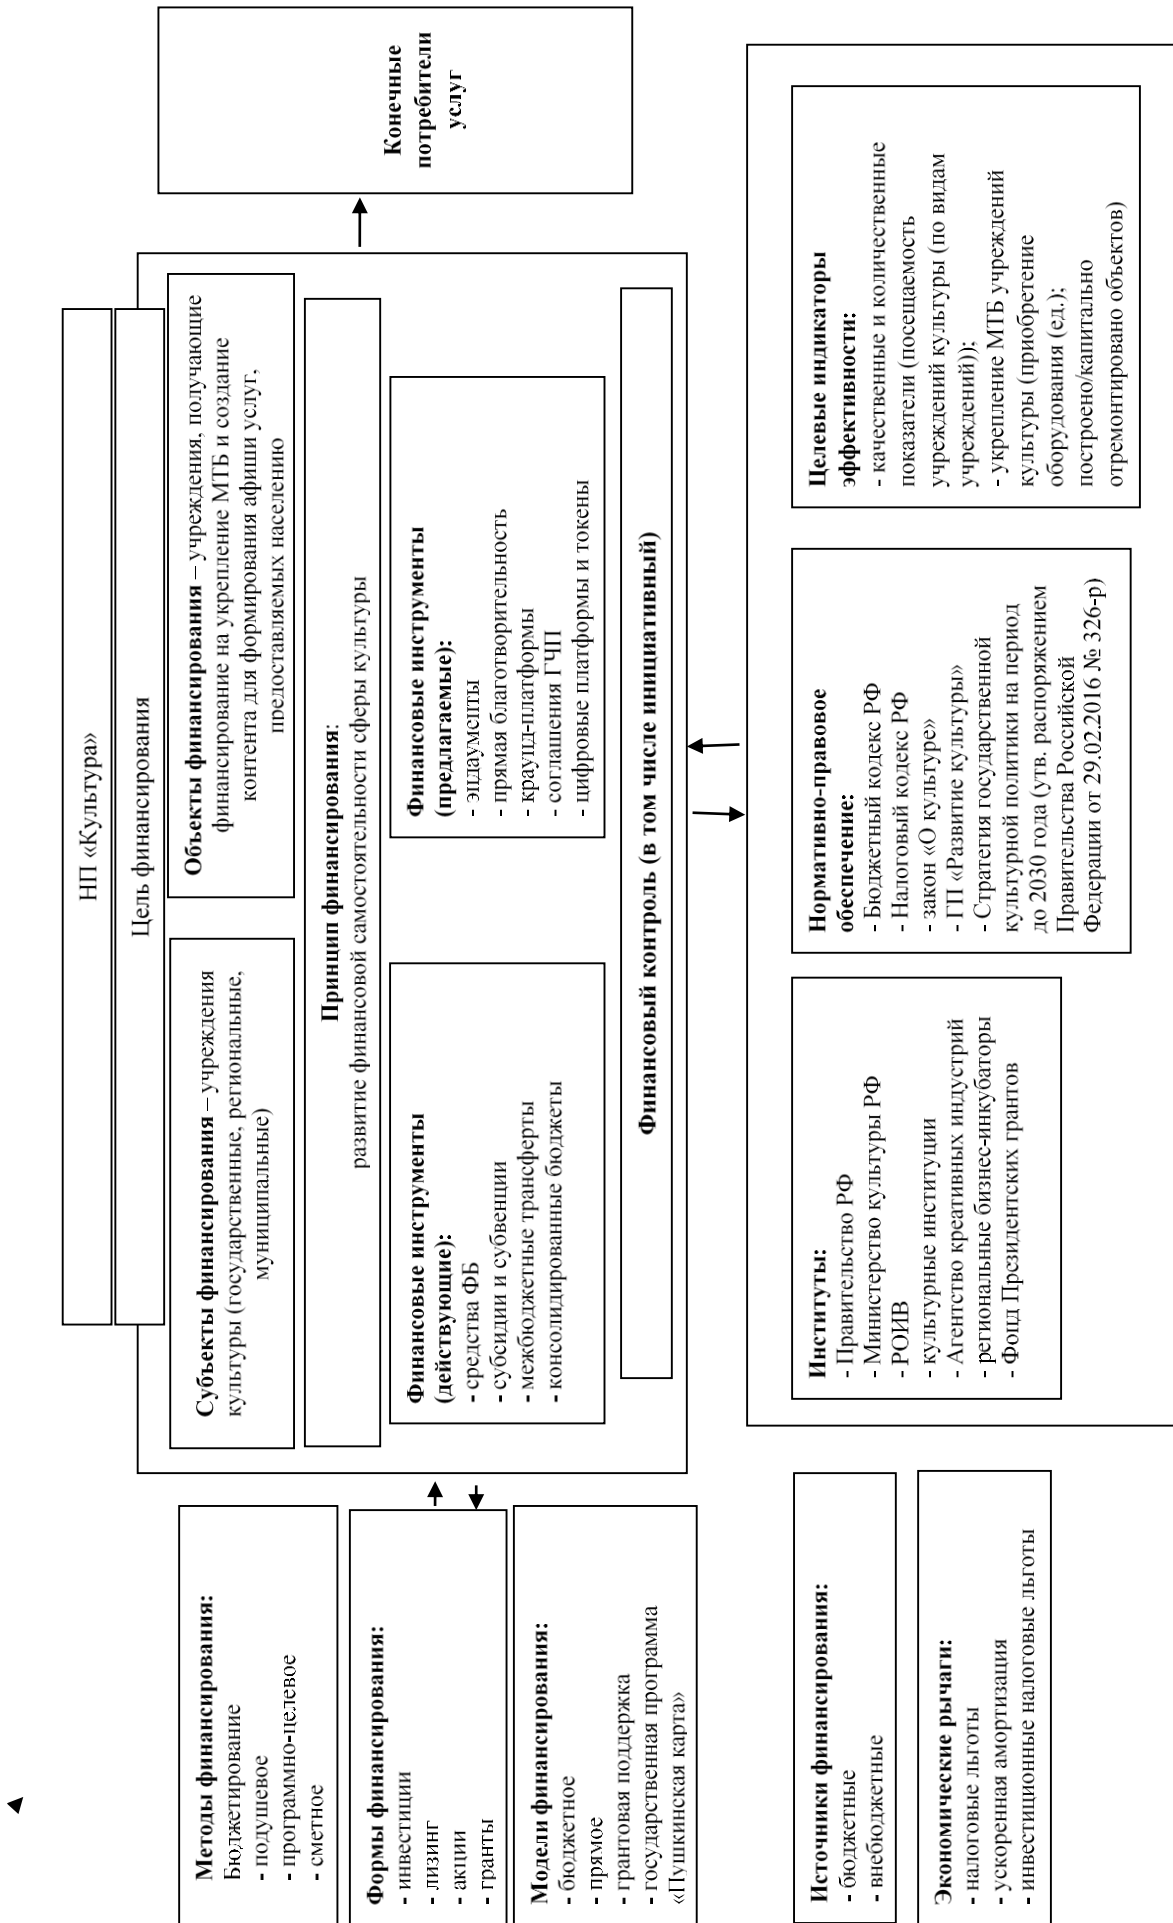 НП «Культура»
Цель финансирования
Субъекты финансирования – учреждения
культуры (государственные, региональные,
муниципальные)
Объекты финансирования – учреждения, получающие
финансирование на укрепление МТБ и создание
контента для формирования афиши услуг,
предоставляемых населению
Принцип финансирования:
развитие финансовой самостоятельности сферы культуры
Финансовые инструменты
(действующие):
- средства ФБ
- субсидии и субвенции
- межбюджетные трансферты
- консолидированные бюджеты
Финансовые инструменты
(предлагаемые):
- эндаументы
- прямая благотворительность
- краунд-платформы
- соглашения ГЧП
- цифровые платформы и токены
Финансовый контроль (в том числе инициативный)
Конечные
потребители
услуг
Методы финансирования:
Бюджетирование
- подушевое
- программно-целевое
- сметное
Формы финансирования:
- инвестиции
- лизинг
- акции
- гранты
Модели финансирования:
- бюджетное
- прямое
- грантовая поддержка
- государственная программа
«Пушкинская карта»
Источники финансирования:
- бюджетные
- внебюджетные
Экономические рычаги:
- налоговые льготы
- ускоренная амортизация
- инвестиционные налоговые льготы
Институты:
- Правительство РФ
- Министерство культуры РФ
- РОИВ
- культурные институции
- Агентство креативных индустрий
- региональные бизнес-инкубаторы
- Фонд Президентских грантов
Нормативно-правовое
обеспечение:
- Бюджетный кодекс РФ
- Налоговый кодекс РФ
- закон «О культуре»
- ГП «Развитие культуры»
- Стратегия государственной
культурной политики на период
до 2030 года (утв. распоряжением
Правительства Российской
Федерации от 29.02.2016 № 326-р)
Целевые индикаторы
эффективности:
- качественные и количественные
показатели (посещаемость
учреждений культуры (по видам
учреждений));
- укрепление МТБ учреждений
культуры (приобретение
оборудования (ед.);
построено/капитально
отремонтировано объектов)